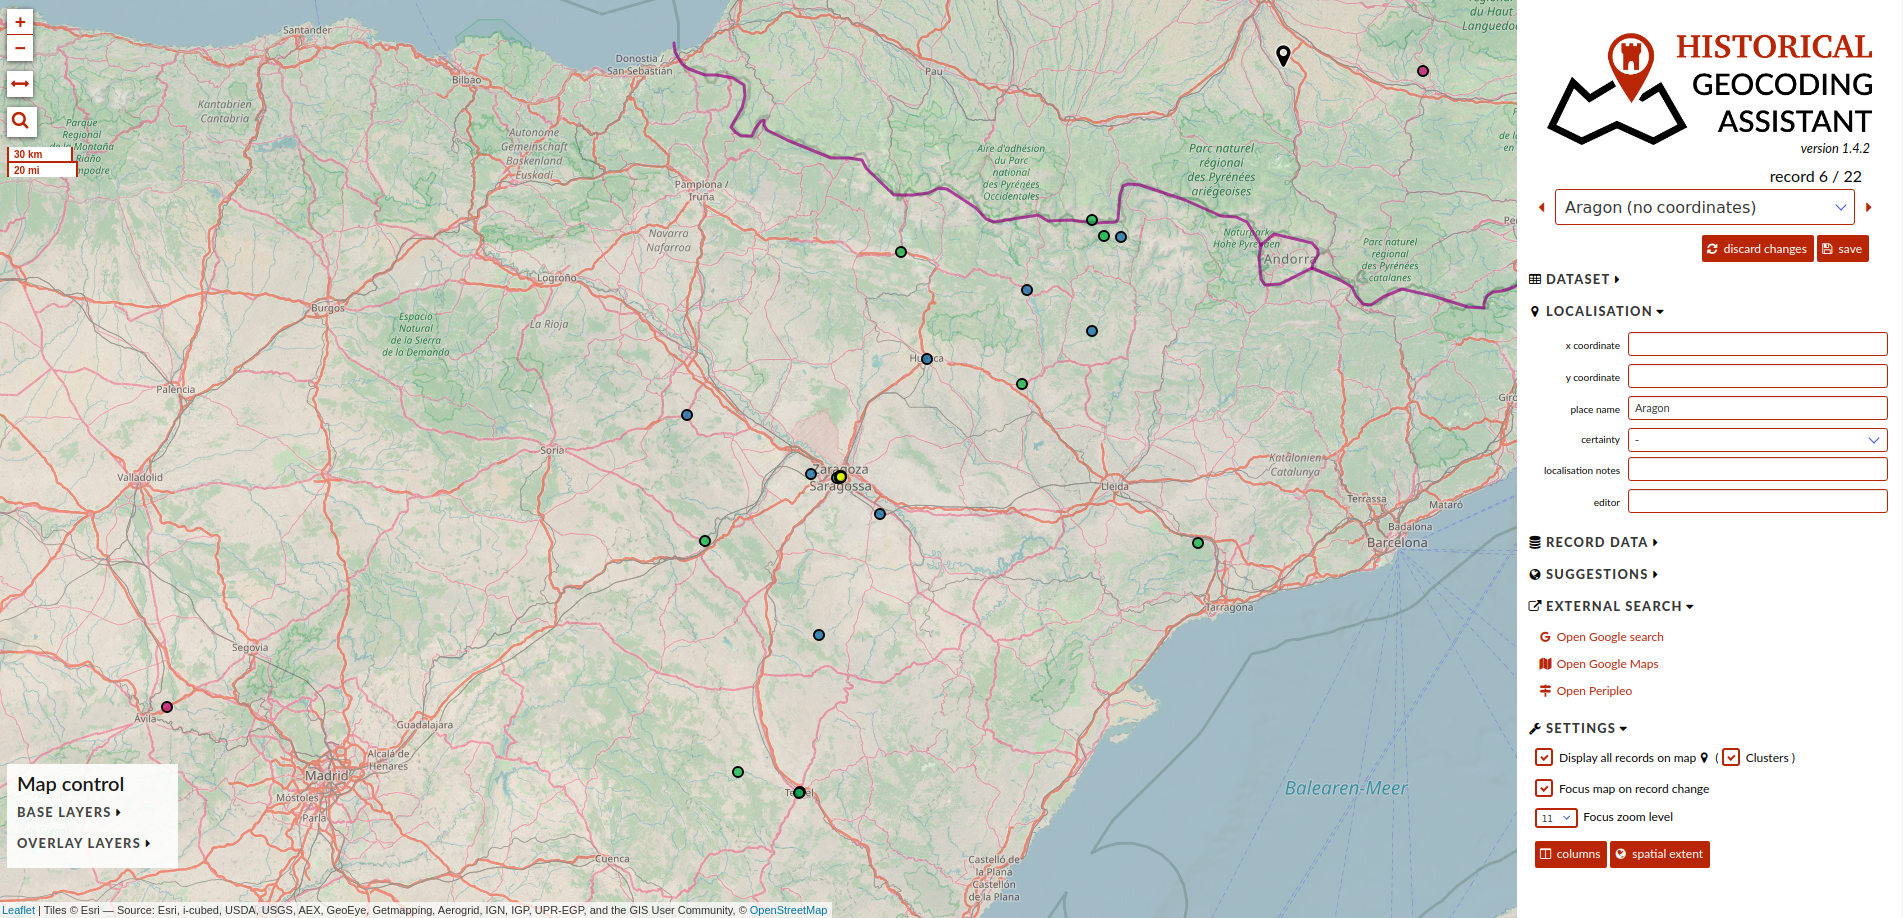 +
−
30 km
20 mi
Santander
Bilbao
Donostia /
San Sebastián
Pau
du Haut
Languedoc
Kantabrien
Cantabria
Parque
Regional
de la Montaña
Riaño
Autonome
Gemeinschaft
Baskenland
Euskadi
Pamplona /
Iruña
Navarra
Nafarroa
Aire d'adhésion
du Parc
national
des Pyrénées
Occidentales
Parc naturel
régional
des Pyrénées
ariégeoises
Naturpark
Hohe Pyrenäen
Andorra
Parc naturel
régional
des Pyrénées
catalanes
Burgos
Logroño
La Rioja
Espacio
Natural
de la Sierra
de la Demanda
Palencia
Valladolid
Soria
Zaragoza
Saragossa
Lleida
Katalonien
Catalunya
Terrassa
Mataró
Badalona
Barcelona
Tarragona
Segovia
Ávila
Guadalajara
Alcalá de
Henares
Madrid
Móstoles
Parla
Cuenca
Castelló de
la Plana
Castellón
de la Plana
Balearen-Meer
Map control
BASE LAYERS
OVERLAY LAYERS
Leaflet | Tiles © Esri — Source: Esri, i-cubed, USDA, USGS, AEX, GeoEye, Getmapping, Aerogrid, IGN, IGP, UPR-EGP, and the GIS User Community, © OpenStreetMap
HISTORICAL
GEOCODING
ASSISTANT
version 1.4.2
record 6 / 22
Aragon (no coordinates)
discard changes save
DATASET
LOCALISATION
x coordinate
y coordinate
place name Aragon
certainty -
localisation notes
editor
RECORD DATA
SUGGESTIONS
EXTERNAL SEARCH
Open Google search
Open Google Maps
Open Peripleo
SETTINGS
Display all records on map ( Clusters )
Focus map on record change
11 Focus zoom level
columns spatial extent